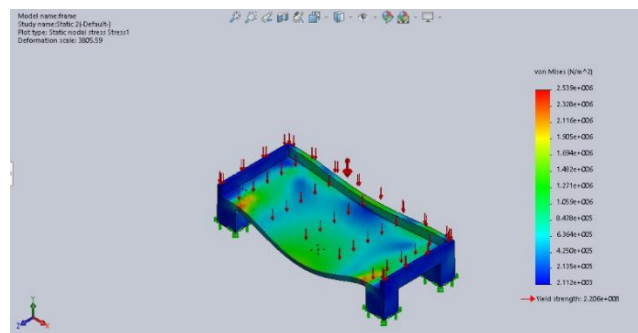 Model name:frame
Study name:Static 2(-Default-)
Plot type: Static nodal stress Stress1
Deformation scale: 3805.59
von Mises (N/m^2)
2.539e+006
2.328e+006
2.116e+006
1.905e+006
1.694e+006
1.482e+006
1.271e+006
1.059e+006
8.478e+005
6.364e+005
4.250e+005
2.135e+005
2.112e+003
Yield strength: 2.206e+008
Y
Z
X